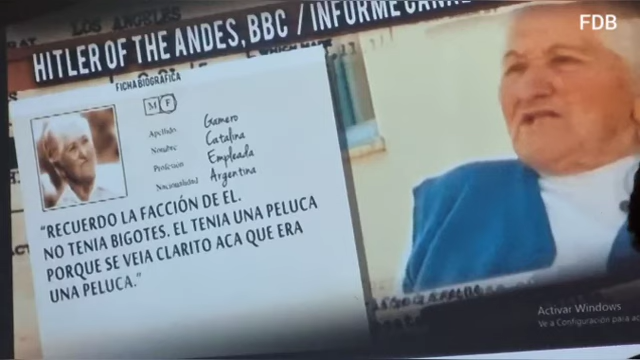 FDB
LOS ANGELES
HITLER OF THE ANDES, BBC / INFORME
FICHA BIOGRÁFICA
M F
Apellido Gamero
Nombre Catalina
Profesión Empleada
Nacionalidad Argentina
"RECUERDO LA FACCIÓN DE EL.
NO TENIA BIGOTES. EL TENIA UNA PELUCA
PORQUE SE VEIA CLARITO ACA QUE ERA
UNA PELUCA."
Activar Windows
Ve a Configuración para